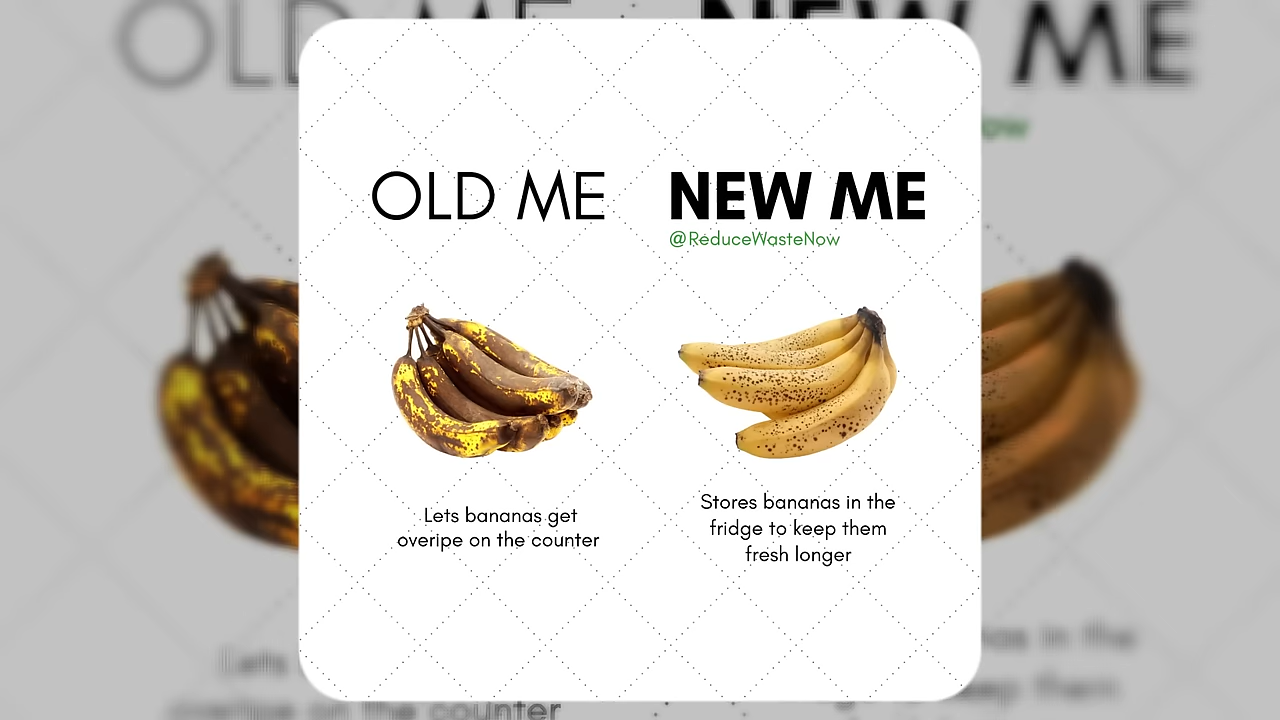 OLD ME
NEW ME
@ReduceWasteNow
Lets bananas get
overipe on the counter
Stores bananas in the
fridge to keep them
fresh longer